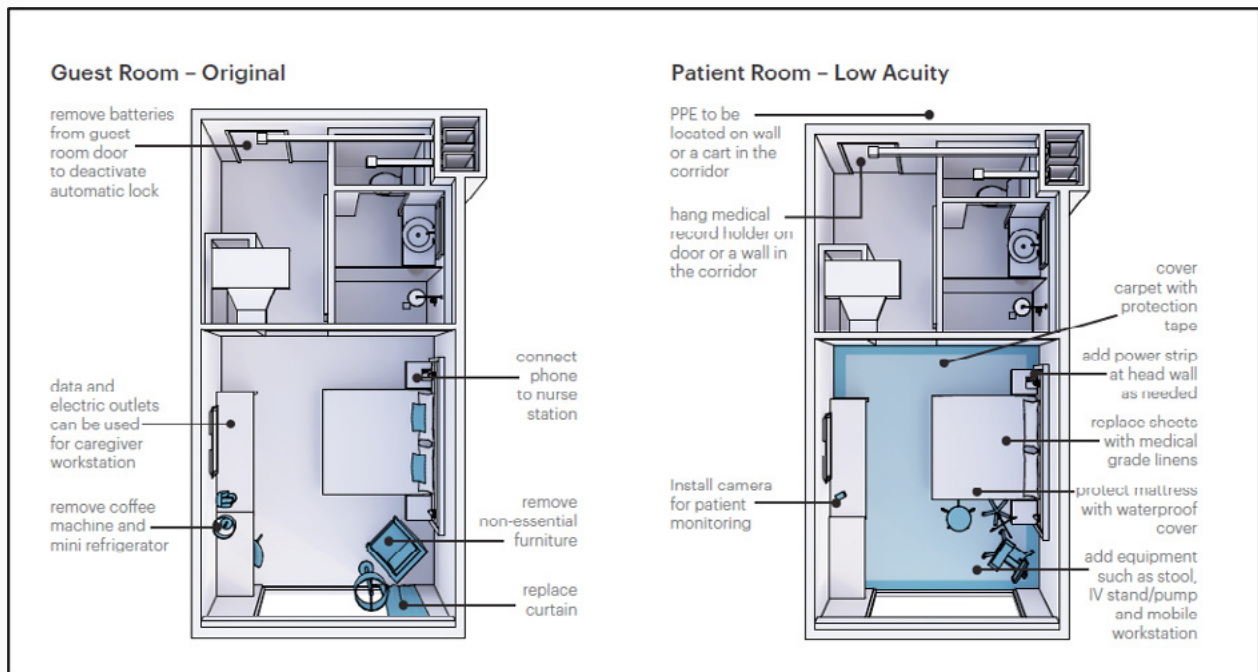 Guest Room – Original
remove batteries
from guest
room door
to deactivate
automatic lock
data and
electric outlets
can be used
for caregiver
workstation
remove coffee
machine and
mini refrigerator
connect
phone
to nurse
station
remove
non-essential
furniture
replace
curtain
Patient Room – Low Acuity
PPE to be
located on wall
or a cart in the
corridor
hang medical
record holder on
door or a wall in
the corridor
Install camera
for patient
monitoring
cover
carpet with
protection
tape
add power strip
at head wall
as needed
replace sheets
with medical
grade linens
protect mattress
with waterproof
cover
add equipment
such as stool,
IV stand/pump
and mobile
workstation